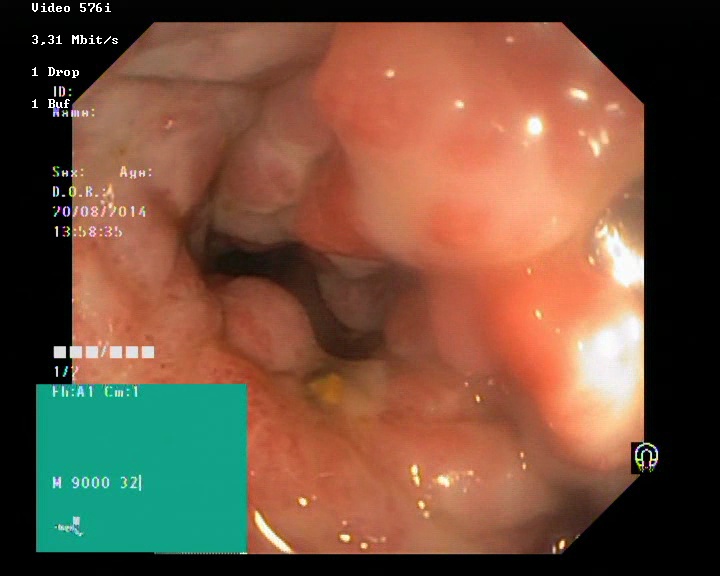 Video 576i
3,31 Mbit/s
1 Drop
ID:
1 Buf
Name:
Sex: Age:
D.O.B.:
20/08/2014
13:58:35
1/2
Eh:A1 Cm:1
M 9000 32